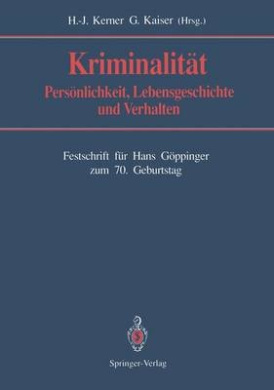 H.-J. Kerner G. Kaiser (Hrsg.)
Kriminalität
Persönlichkeit, Lebensgeschichte
und Verhalten
Festschrift für Hans Göppinger
zum 70. Geburtstag
Springer-Verlag